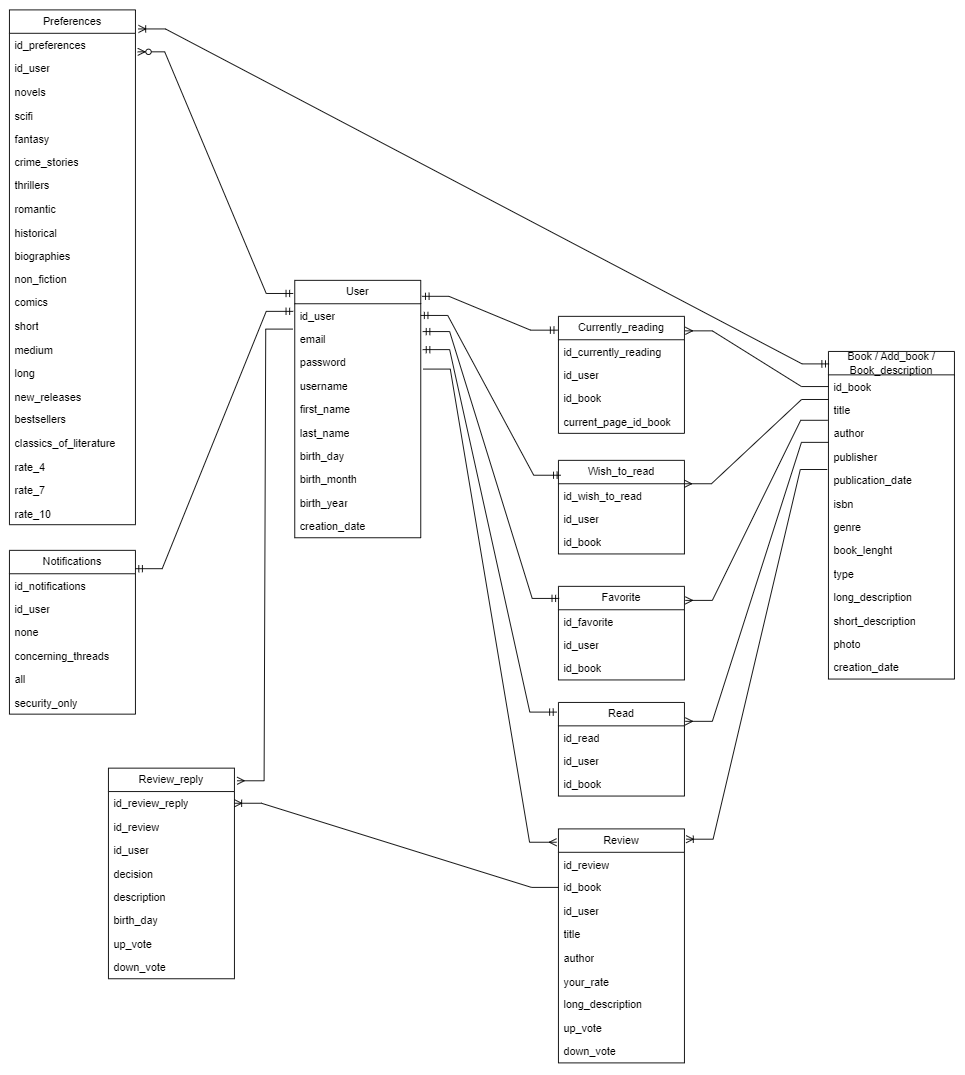 Preferences
id_preferences
id_user
novels
scifi
fantasy
crime_stories
thrillers
romantic
historical
biographies
non_fiction
comics
short
medium
long
new_releases
bestsellers
classics_of_literature
rate_4
rate_7
rate_10
Notifications
id_notifications
id_user
none
concerning_threads
all
security_only
Review_reply
id_review_reply
id_review
id_user
decision
description
birth_day
up_vote
down_vote
User
id_user
email
password
username
first_name
last_name
birth_day
birth_month
birth_year
creation_date
Currently_reading
id_currently_reading
id_user
id_book
current_page_id_book
Wish_to_read
id_wish_to_read
id_user
id_book
Favorite
id_favorite
id_user
id_book
Read
id_read
id_user
id_book
Review
id_review
id_book
id_user
title
author
your_rate
long_description
up_vote
down_vote
Book / Add_book /
Book_description
id_book
title
author
publisher
publication_date
isbn
genre
book_lenght
type
long_description
short_description
photo
creation_date